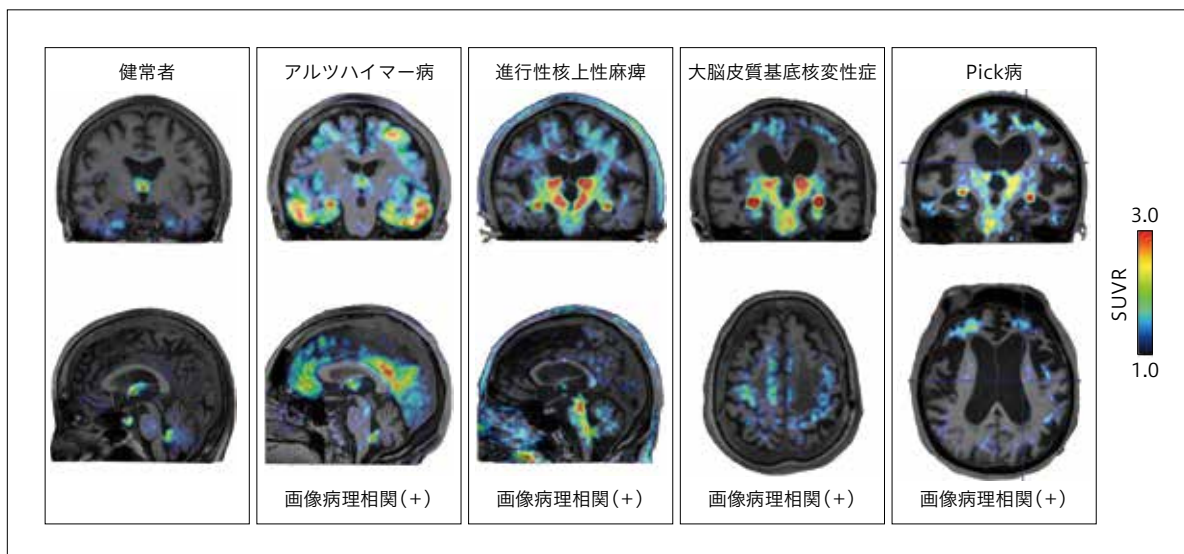 健常者
アルツハイマー病
進行性核上性麻痺
大脳皮質基底核変性症
Pick病
3.0
SUVR
1.0
画像病理相関(+)
画像病理相関(+)
画像病理相関(+)
画像病理相関(+)